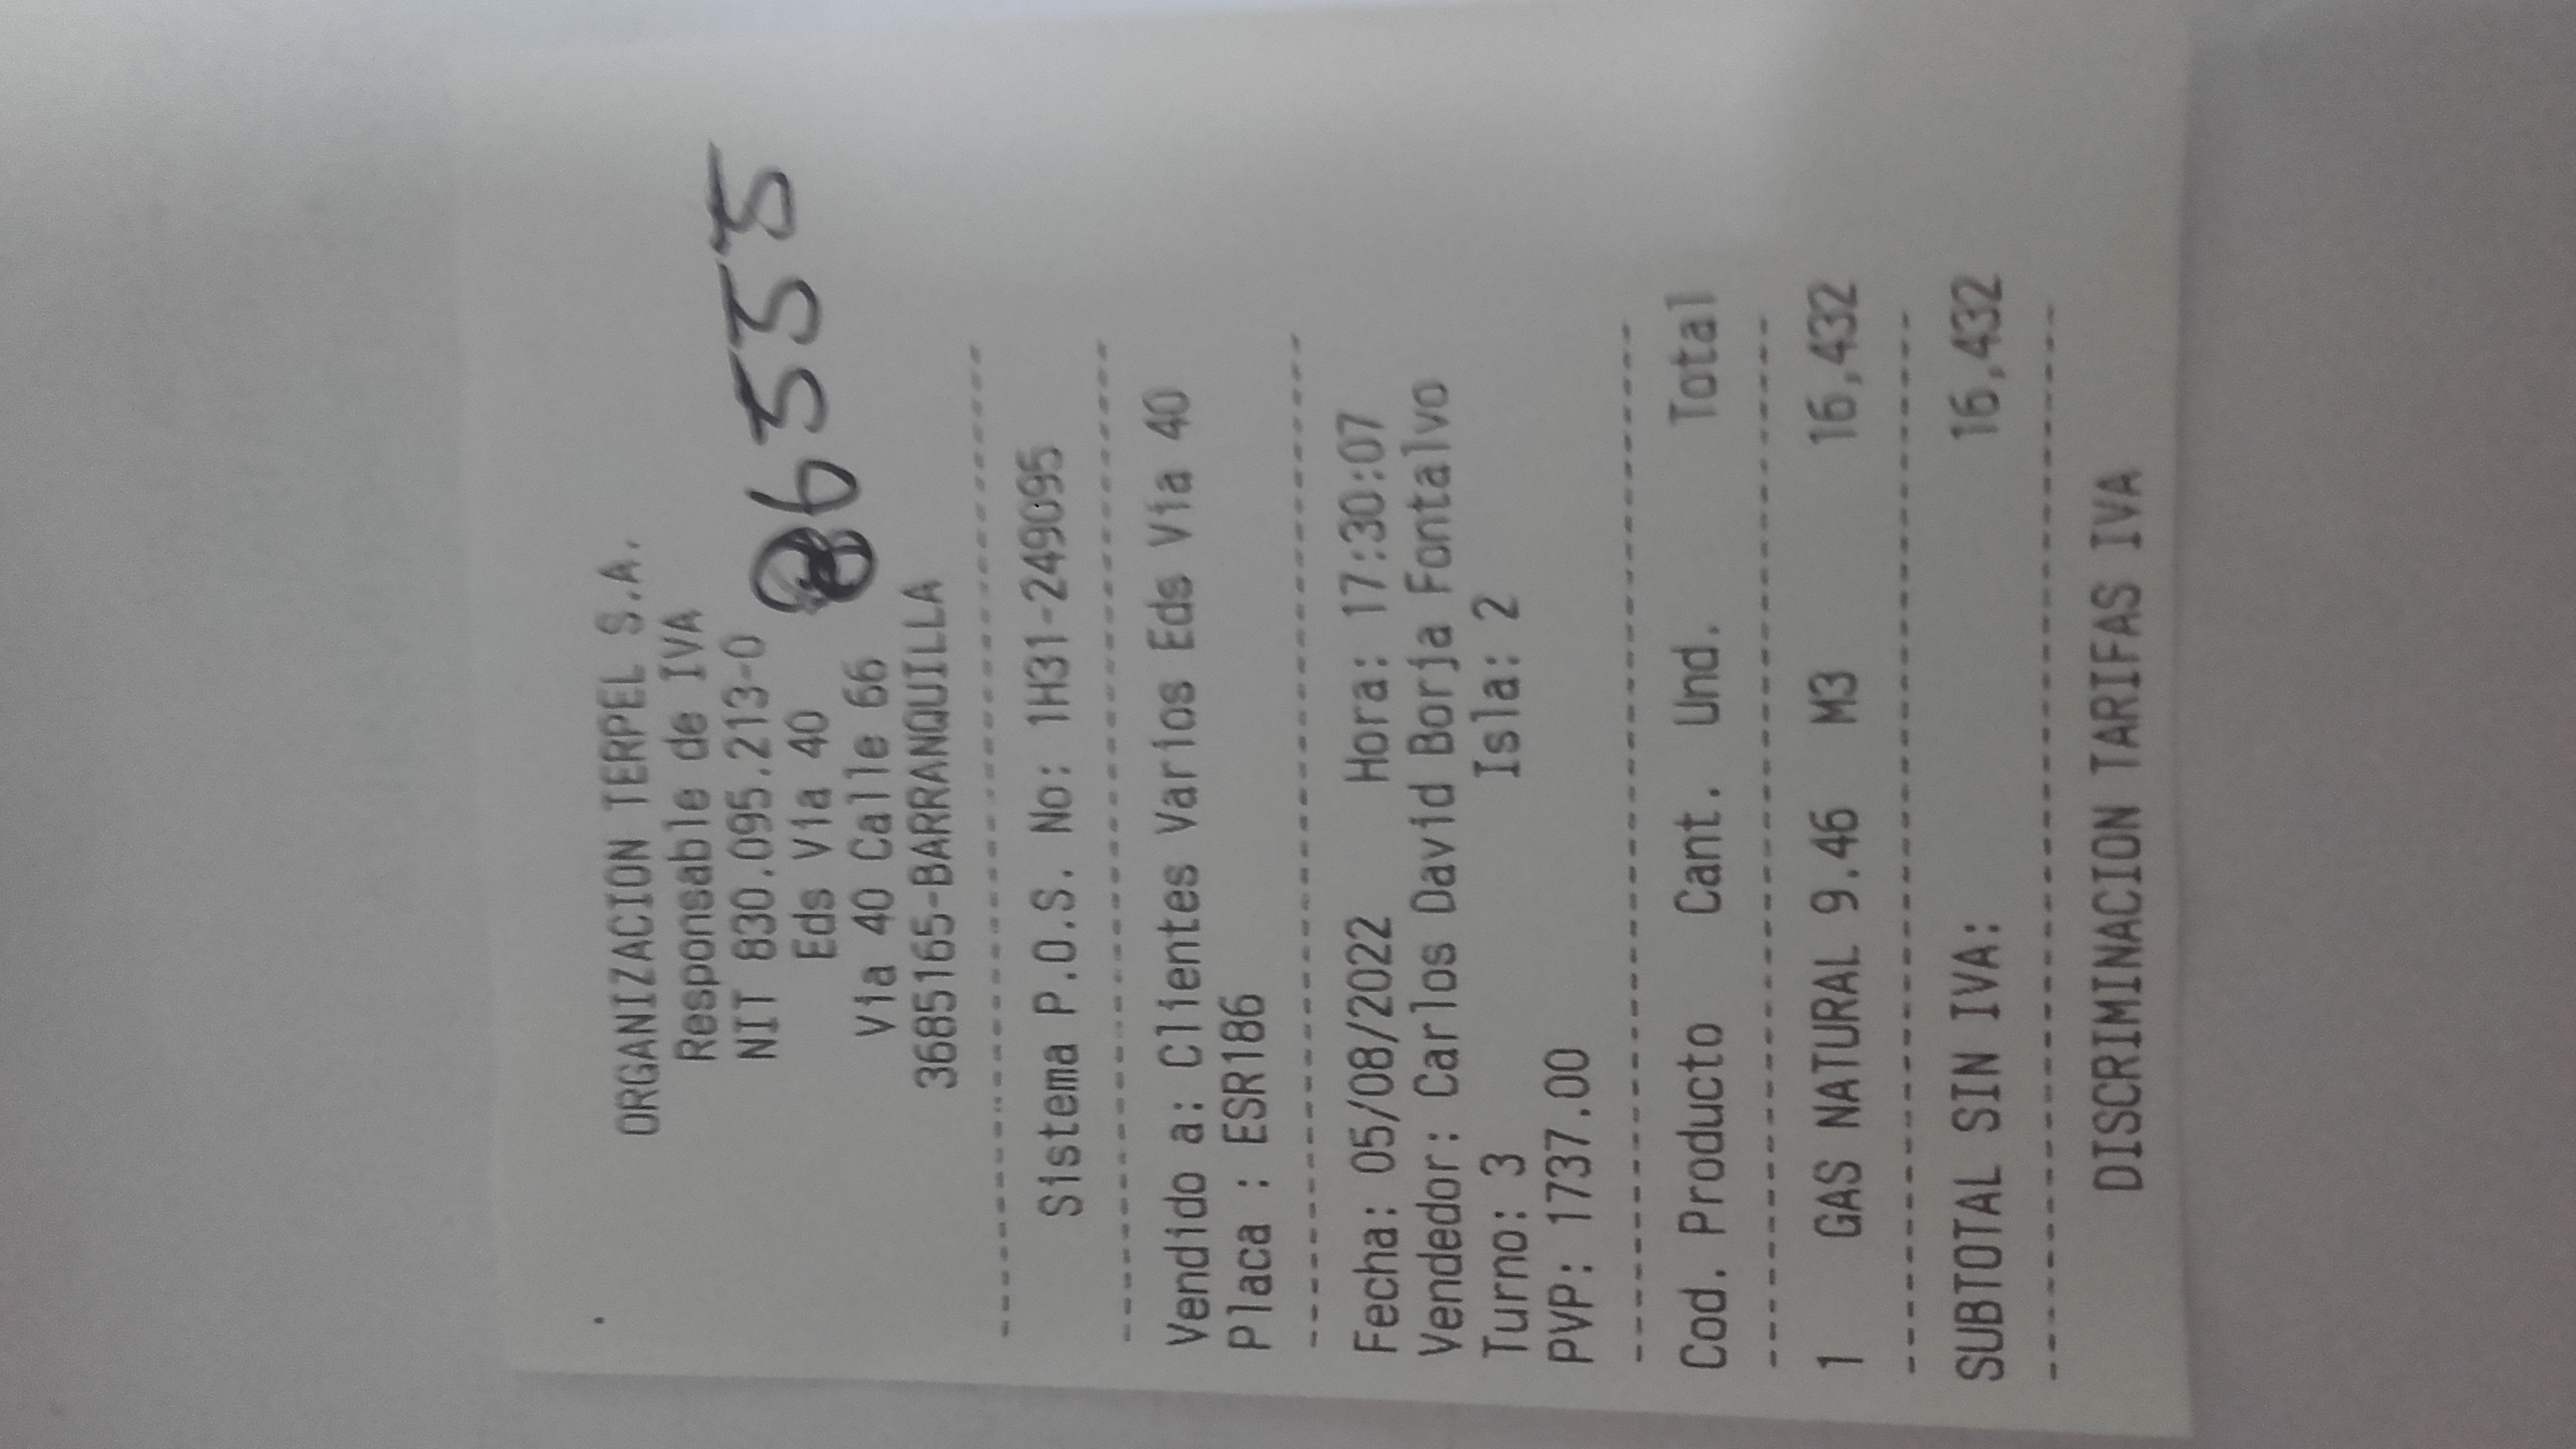 ORGANIZACION TERPEL S.A.
Responsable de IVA
NIT 830.095.213-0
Eds Via 40
86555
Via 40 Calle 66
3685165-BARRANQUILLA
Sistema P.O.S. No: 1H31-249095
Vendido a: Clientes Varios Eds Via 40
Placa : ESR186
Fecha: 05/08/2022 Hora: 17:30:07
Vendedor: Carlos David Borja Fontalvo
Turno: 3 Isla: 2
PVP: 1737.00
Cod. Producto Cant. Und. Total
1 GAS NATURAL 9.46 M3 16,432
SUBTOTAL SIN IVA: 16,432
DISCRIMINACION TARIFAS IVA